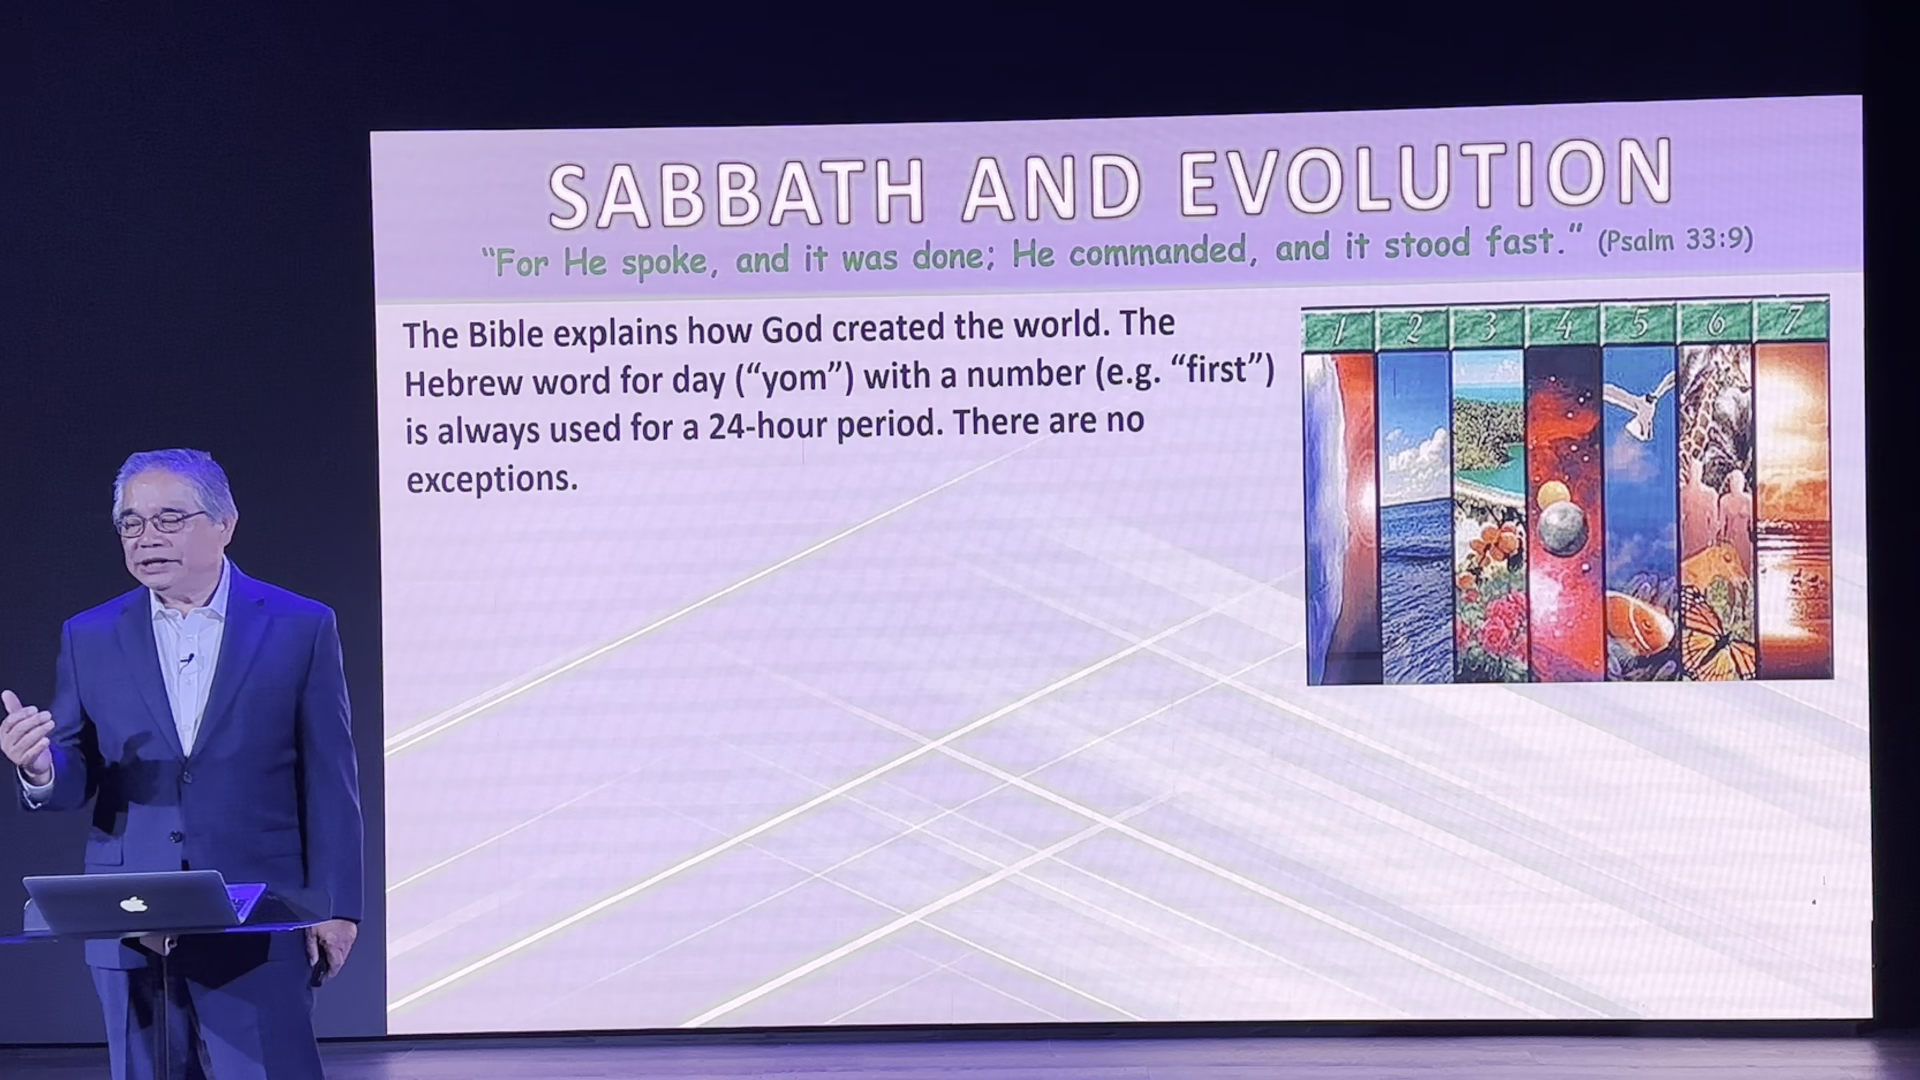 SABBATH AND EVOLUTION
“For He spoke, and it was done; He commanded, and it stood fast.” (Psalm 33:9)
The Bible explains how God created the world. The
Hebrew word for day (“yom”) with a number (e.g. “first”)
is always used for a 24-hour period. There are no
exceptions.
1 2 3 4 5 6 7